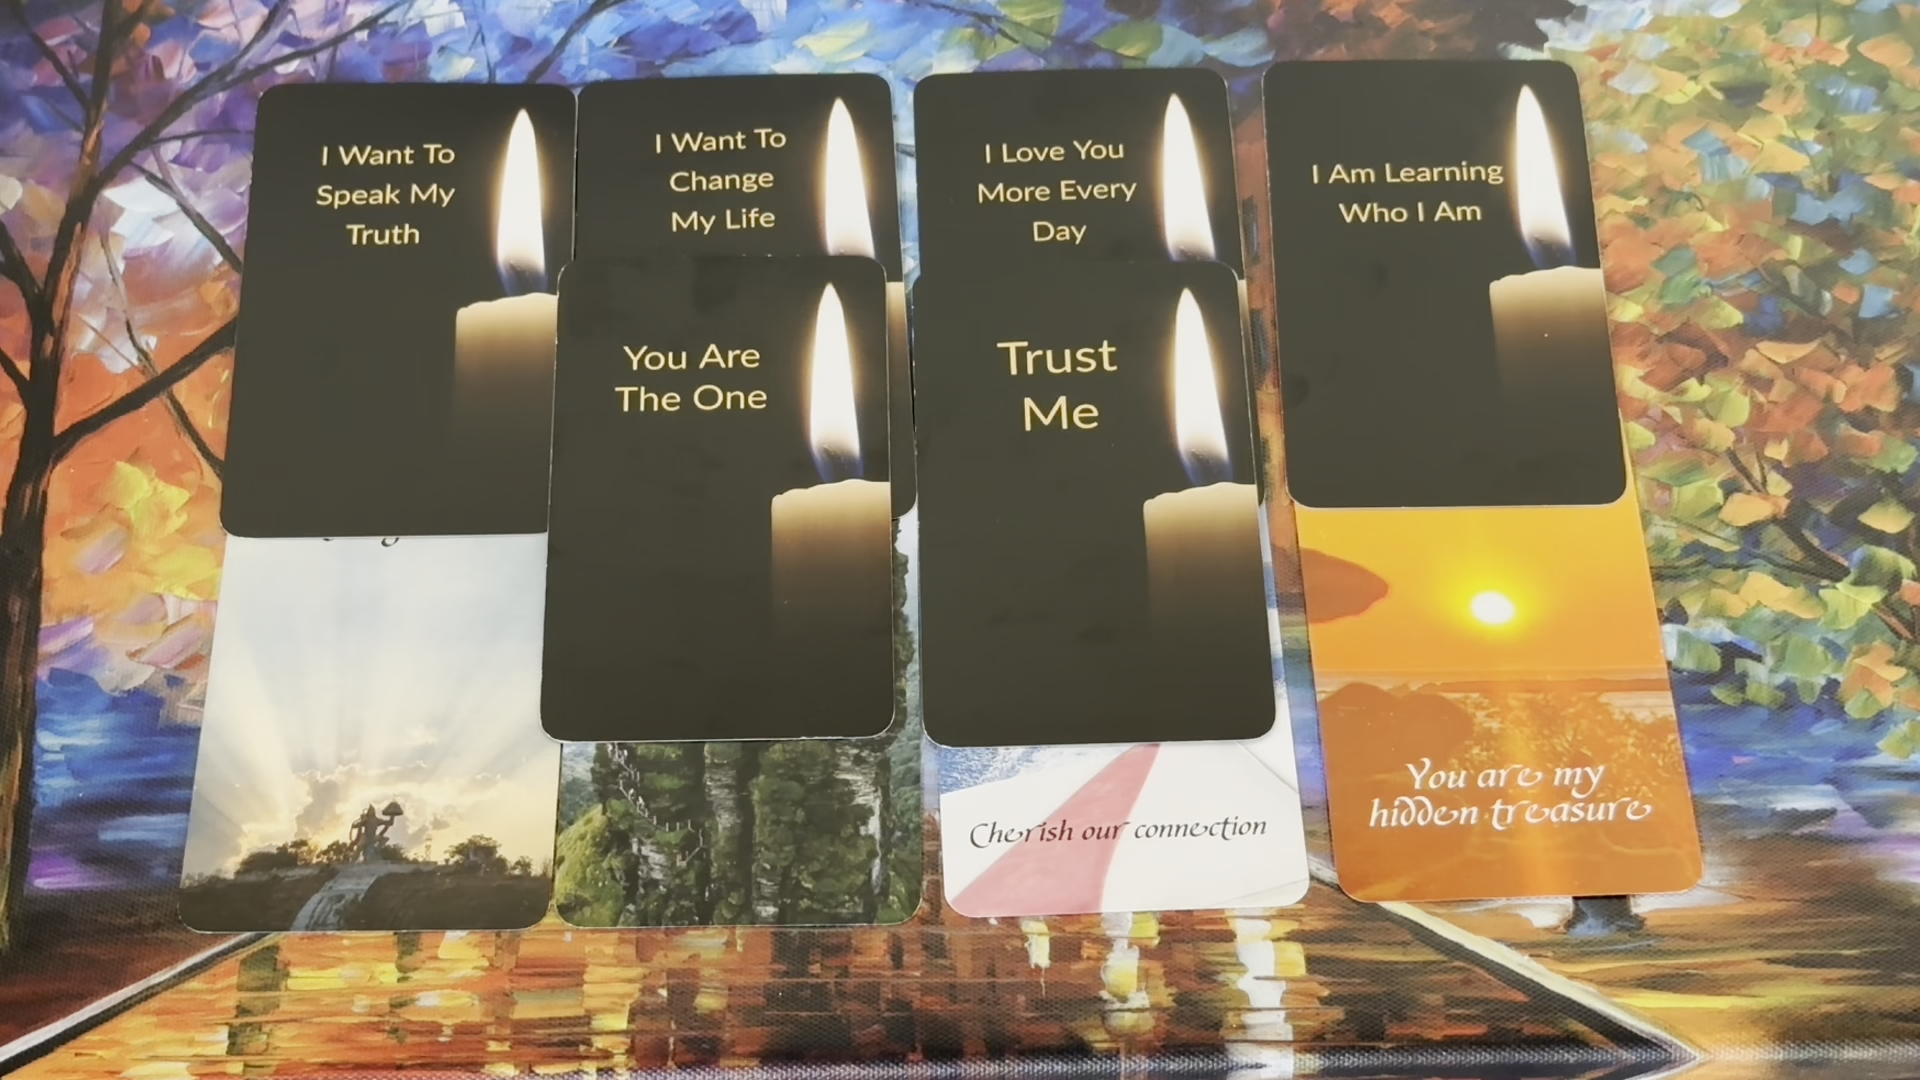 I Want To
Speak My
Truth
I Want To
Change
My Life
I Love You
More Every
Day
I Am Learning
Who I Am
You Are
The One
Trust
Me
Cherish our connection
You are my
hidden treasure